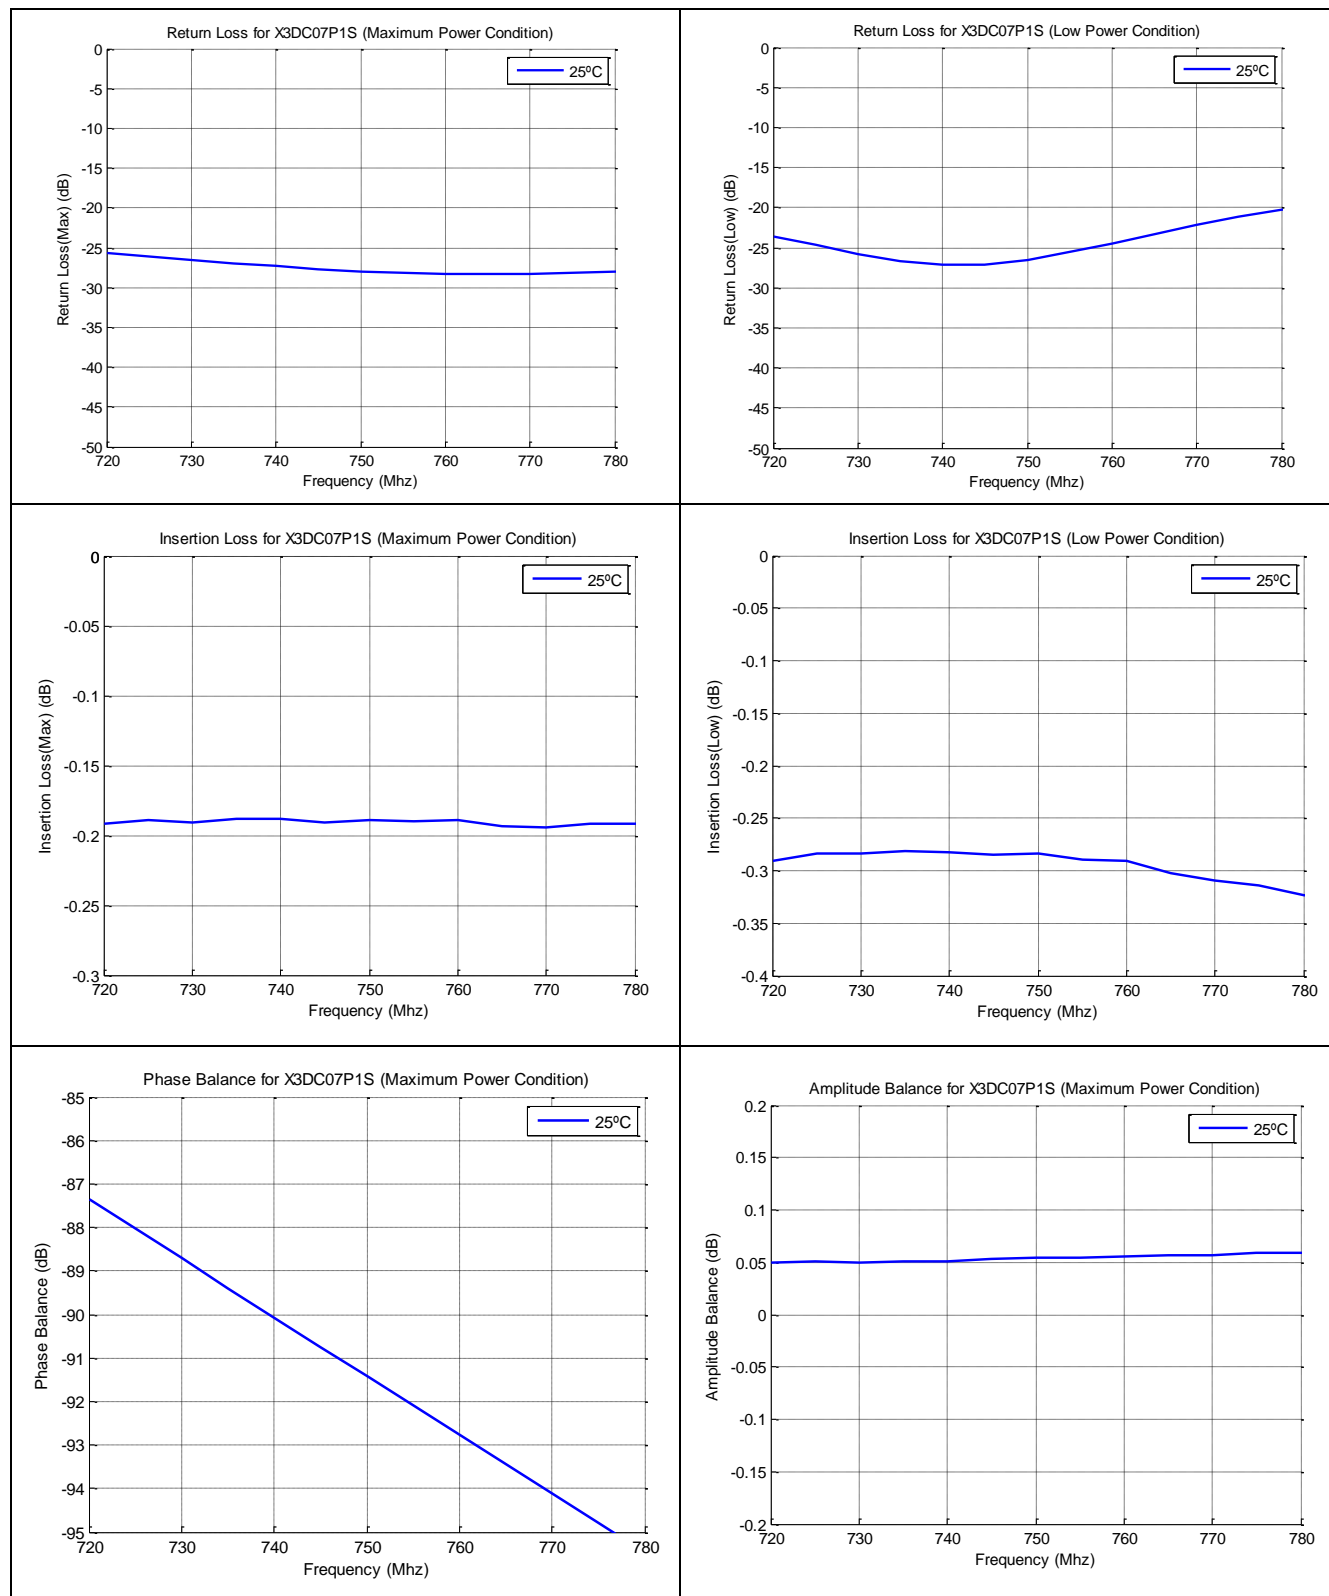 Return Loss for X3DC07P1S (Maximum Power Condition)
25ºC
Return Loss(Max) (dB)
0
-5
-10
-15
-20
-25
-30
-35
-40
-45
-50
720 730 740 750 760 770 780
Frequency (Mhz)
Return Loss for X3DC07P1S (Low Power Condition)
25ºC
Return Loss(Low) (dB)
0
-5
-10
-15
-20
-25
-30
-35
-40
-45
-50
720 730 740 750 760 770 780
Frequency (Mhz)
Insertion Loss for X3DC07P1S (Maximum Power Condition)
25ºC
Insertion Loss(Max) (dB)
0
-0.05
-0.1
-0.15
-0.2
-0.25
-0.3
720 730 740 750 760 770 780
Frequency (Mhz)
Insertion Loss for X3DC07P1S (Low Power Condition)
25ºC
Insertion Loss(Low) (dB)
0
-0.05
-0.1
-0.15
-0.2
-0.25
-0.3
-0.35
-0.4
720 730 740 750 760 770 780
Frequency (Mhz)
Phase Balance for X3DC07P1S (Maximum Power Condition)
25ºC
Phase Balance (dB)
-85
-86
-87
-88
-89
-90
-91
-92
-93
-94
-95
720 730 740 750 760 770 780
Frequency (Mhz)
Amplitude Balance for X3DC07P1S (Maximum Power Condition)
25ºC
Amplitude Balance (dB)
0.2
0.15
0.1
0.05
0
-0.05
-0.1
-0.15
-0.2
720 730 740 750 760 770 780
Frequency (Mhz)